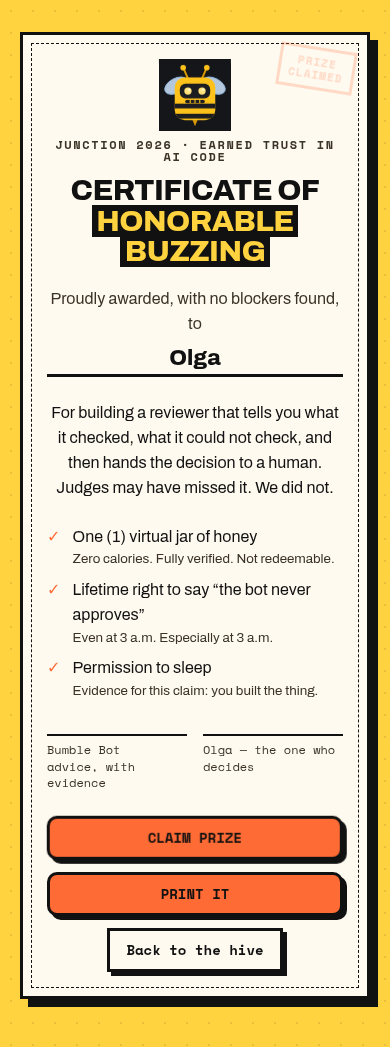 PRIZE
CLAIMED
JUNCTION 2026 · EARNED TRUST IN
AI CODE
CERTIFICATE OF
HONORABLE
BUZZING
Proudly awarded, with no blockers found,
to
Olga
For building a reviewer that tells you what
it checked, what it could not check, and
then hands the decision to a human.
Judges may have missed it. We did not.
✓ One (1) virtual jar of honey
Zero calories. Fully verified. Not redeemable.
✓ Lifetime right to say “the bot never
approves”
Even at 3 a.m. Especially at 3 a.m.
✓ Permission to sleep
Evidence for this claim: you built the thing.
Bumble Bot
advice, with
evidence
Olga — the one who
decides
CLAIM PRIZE
PRINT IT
Back to the hive